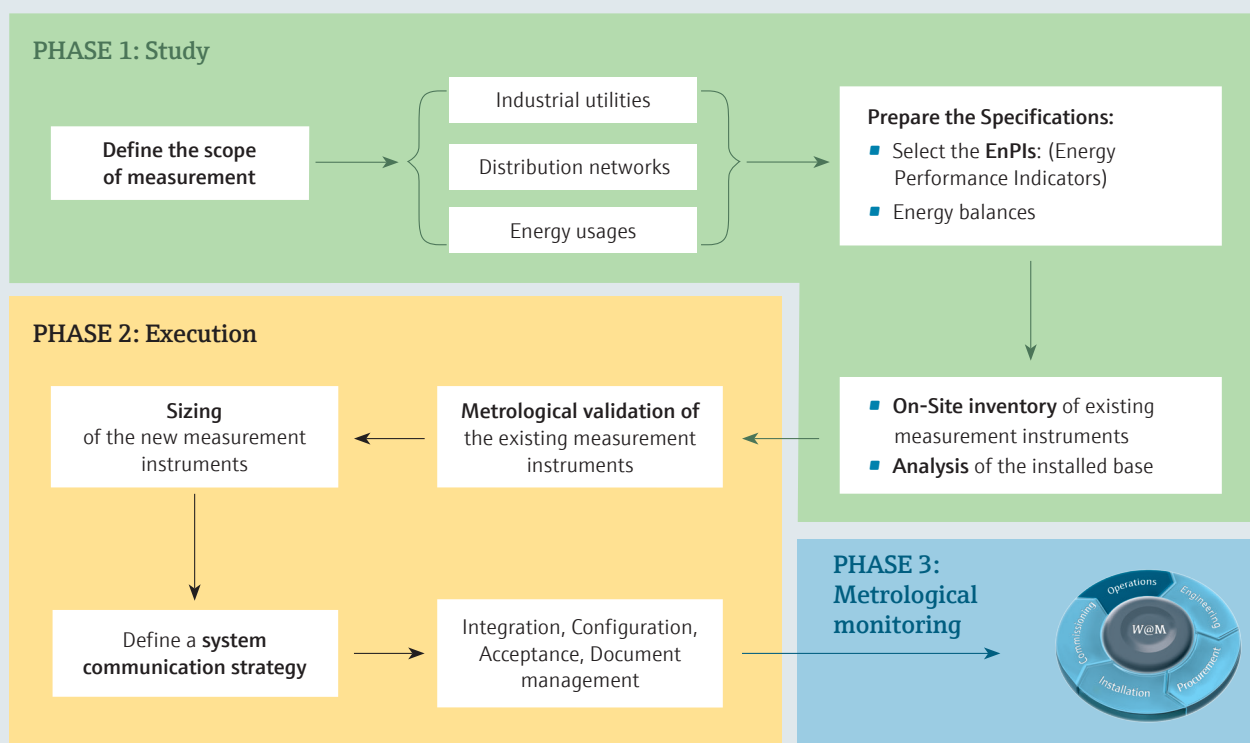 PHASE 1: Study
Define the scope
of measurement
Industrial utilities
Distribution networks
Energy usages
Prepare the Specifications:
Select the EnPIs: (Energy
Performance Indicators)
Energy balances
On-Site inventory of existing
measurement instruments
Analysis of the installed base
PHASE 2: Execution
Metrological validation of
the existing measurement
instruments
Sizing
of the new measurement
instruments
Define a system
communication strategy
Integration, Configuration,
Acceptance, Document
management
PHASE 3:
Metrological
monitoring
Operations
Engineering
Procurement
Installation
Commissioning
W@M